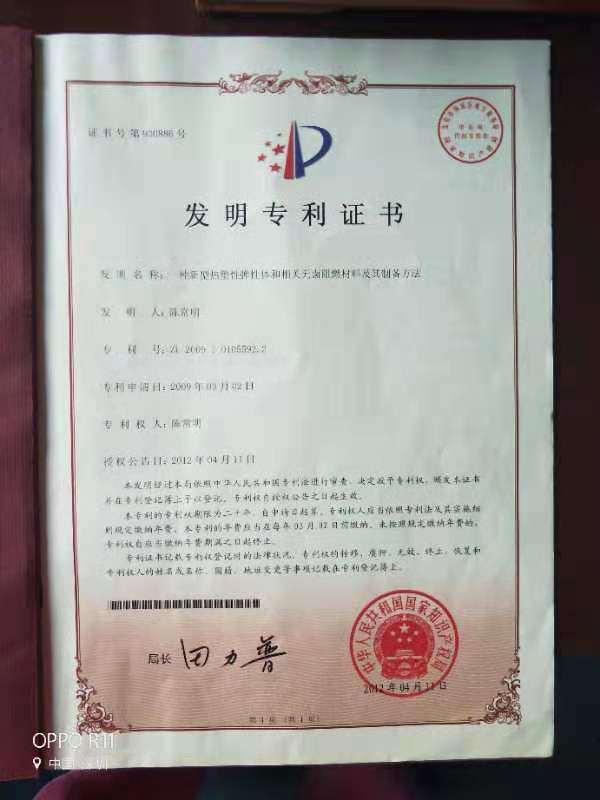 证书号第930886号
发明专利证书
发 明 名 称：一种新型热塑性弹性体和相关无卤阻燃材料及其制备方法
发 明 人：陈常明
专 利 号：ZL 2009 1 0105592.2
专利申请日：2009年03月02日
专 利 权 人：陈常明
授权公告日：2012年04月11日
本发明经过本局依照中华人民共和国专利法进行审查，决定授予专利权，颁发本证书
并在专利登记簿上予以登记。专利权自授权公告之日起生效。
本专利的专利权期限为二十年，自申请日起算。专利权人应当依照专利法及其实施细
则规定缴纳年费。本专利的年费应当在每年03月02日前缴纳。未按照规定缴纳年费的，
专利权自应当缴纳年费期满之日起终止。
专利证书记载专利权登记时的法律状况。专利权的转移、质押、无效、终止、恢复和
专利权人的姓名或名称、国籍、地址变更等事项记载在专利登记簿上。
局长 田力普
中华人民共和国国家知识产权局
2012年04月11日
第1页（共1页）
OPPO R11
中国·深圳